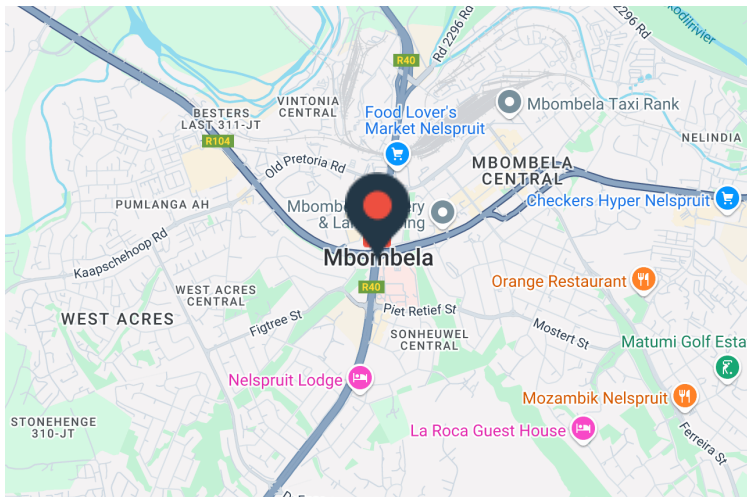 Rd 2296 Rd
Kodilrivier
Rd 2296 Rd
R40
VINTONIA
CENTRAL
BESTERS
LAST 311-JT
Food Lover's
Market Nelspruit
Mbombela Taxi Rank
R104
NELINDIA
Old Pretoria Rd
MBOMBELA
CENTRAL
PUMLANGA AH
Checkers Hyper Nelspruit
Mbombela
Kaapschehoop Rd
Orange Restaurant
R40
WEST ACRES
CENTRAL
Piet Retief St
WEST ACRES
Figtree St
SONHEUWEL
CENTRAL
Mostert St
Matumi Golf Esta
Nelspruit Lodge
Mozambik Nelspruit
STONEHENGE
310-JT
La Roca Guest House
Ferreira St